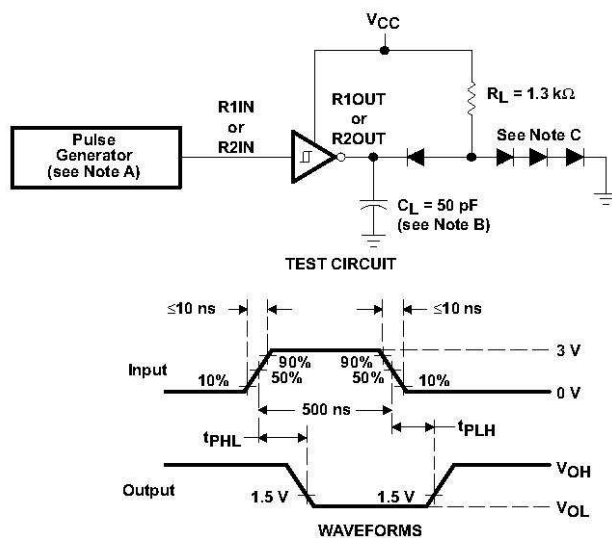 VCC
R1IN
or
R2IN
R1OUT
or
R2OUT
RL = 1.3 kΩ
Pulse
Generator
(see Note A)
See Note C
CL = 50 pF
(see Note B)
TEST CIRCUIT
≤10 ns
≤10 ns
Input
10%
90%
50%
90%
50%
10%
3 V
0 V
500 ns
tPHL
tPLH
Output
1.5 V
1.5 V
VOH
VOL
WAVEFORMS